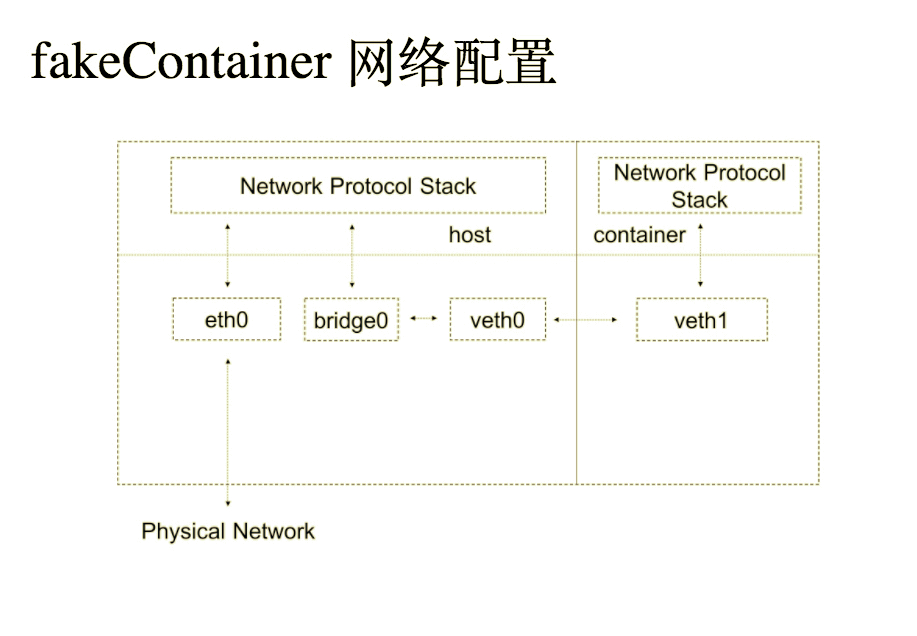 fakeContainer 网络配置
Network Protocol Stack
Network Protocol
Stack
host
container
eth0
bridge0
veth0
veth1
Physical Network